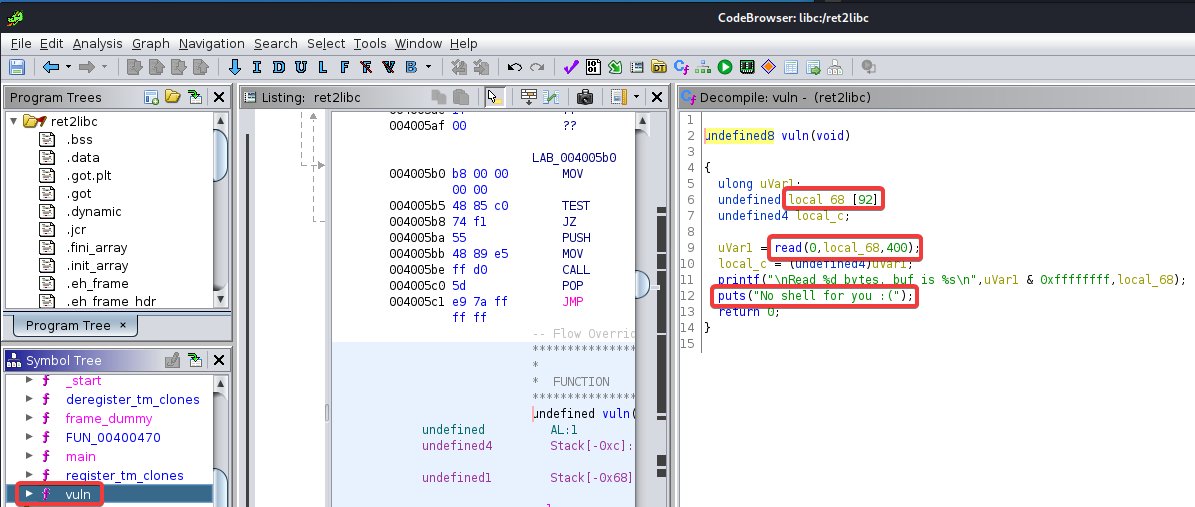 CodeBrowser: libc:/ret2libc
File Edit Analysis Graph Navigation Search Select Tools Window Help
I D U L F B
Program Trees
ret2libc
.bss
.data
.got.plt
.got
.dynamic
.jcr
.fini_array
.init_array
.eh_frame
.eh_frame_hdr
Program Tree ×
Symbol Tree
_start
deregister_tm_clones
frame_dummy
FUN_00400470
main
register_tm_clones
vuln
Listing: ret2libc
004005af 00 ??
LAB_004005b0
004005b0 b8 00 00 MOV
00 00
004005b5 48 85 c0 TEST
004005b8 74 f1 JZ
004005ba 55 PUSH
004005bb 48 89 e5 MOV
004005be ff d0 CALL
004005c0 5d POP
004005c1 e9 7a ff JMP
ff ff
-- Flow Overrid
****************
*
* FUNCTION
****************
undefined vuln(
undefined AL:1
undefined4 Stack[-0xc]:
undefined1 Stack[-0x68]
Decompile: vuln - (ret2libc)
1
2 undefined8 vuln(void)
3
4 {
5 ulong uVar1;
6 undefined local_68 [92]
7 undefined4 local_c;
8
9 uVar1 = read(0,local_68,400);
10 local_c = (undefined4)uVar1;
11 printf("\nRead %d bytes, buf is %s\n",uVar1 & 0xffffffff,local_68);
12 puts("No shell for you :(");
13 return 0;
14 }
15